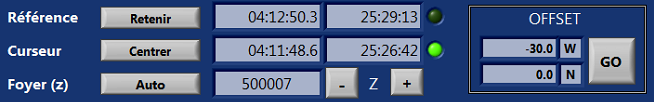 Référence Retenir 04:12:50.3 25:29:13
Curseur Centrer 04:11:48.6 25:26:42
Foyer (z) Auto 500007 - Z +
OFFSET
-30.0 W
0.0 N
GO